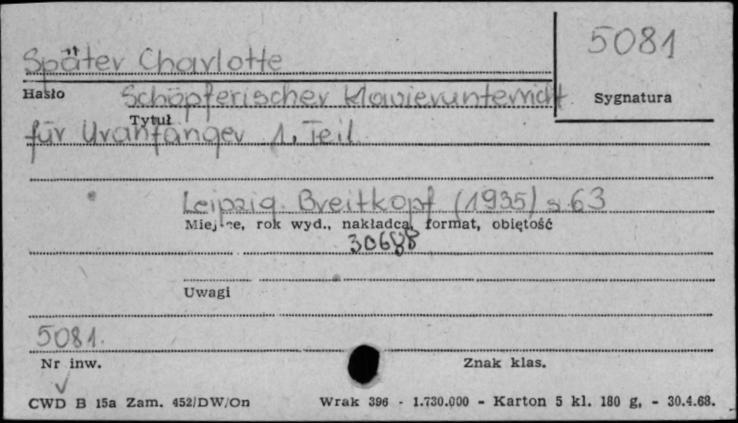 Später Charlotte
5081
Hasło
Schöpferischer Klavierunterricht
Sygnatura
Tytuł
für Uranfänger 1. Teil
Leipzig. Breitkopf (1935) s. 63
Miejsce, rok wyd., nakładca, format, objętość
30688
Uwagi
5081.
Nr inw.
Znak klas.
CWD B 15a Zam. 452/DW/On
Wrak 396 - 1.730.000 - Karton 5 kl. 180 g, - 30.4.68.